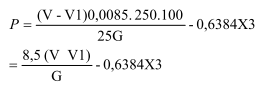 P = (V - V1)0,0085. 250.100 / 25G - 0,6384X3
= 8,5 (V V1) / G - 0,6384X3